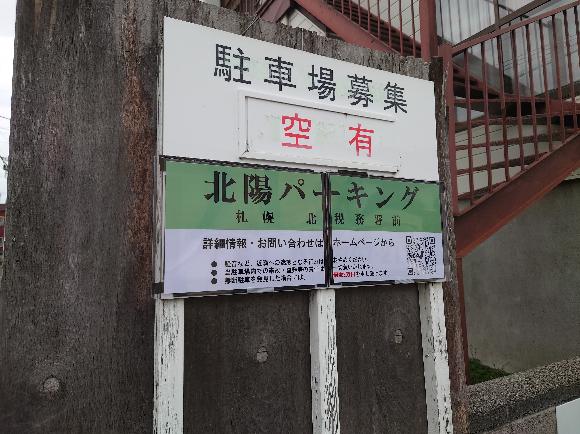 駐車場募集
空 有
北陽パーキング
札幌 北 税務署前
詳細情報・お問い合わせは ホームページから